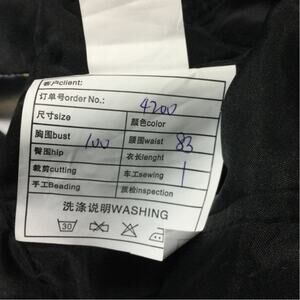 客户client:
订单号order No.: 4200
尺寸size 颜色color
胸围bust 100 腰围waist 83
臀围hip 衣长lenght
裁剪cutting 车工sewing 1
手工Beading 质检inspection
洗涤说明WASHING
30